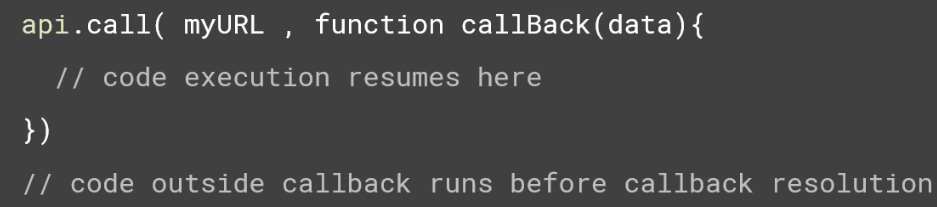 api.call( myURL , function callBack(data){
// code execution resumes here
})
// code outside callback runs before callback resolution